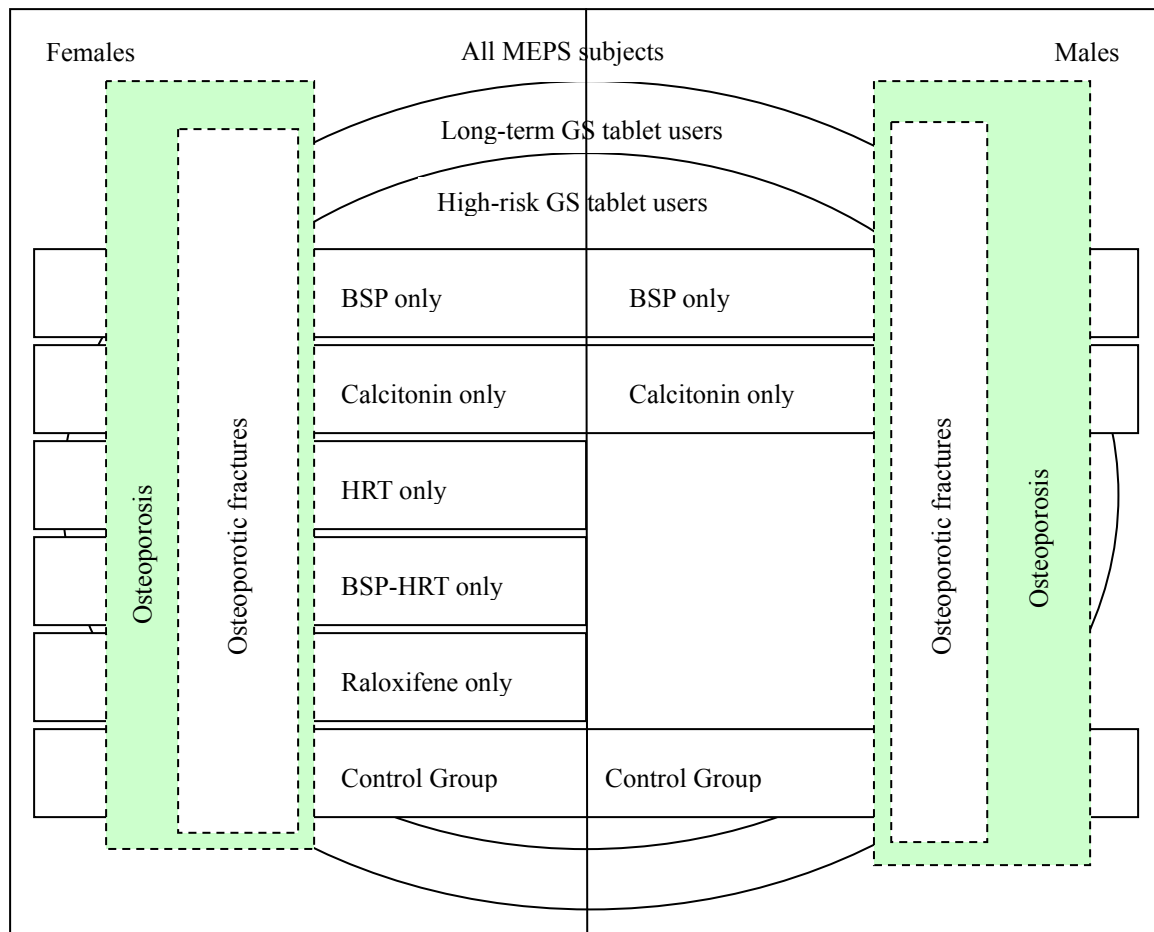 Females
All MEPS subjects
Males
Long-term GS tablet users
High-risk GS tablet users
BSP only
BSP only
Calcitonin only
Calcitonin only
HRT only
BSP-HRT only
Raloxifene only
Control Group
Control Group
Osteoporosis
Osteoporotic fractures
Osteoporotic fractures
Osteoporosis